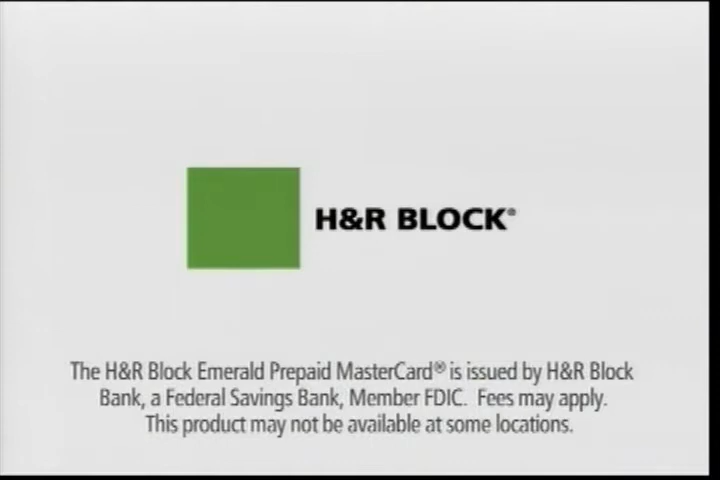 H&R BLOCK®
The H&R Block Emerald Prepaid MasterCard® is issued by H&R Block
Bank, a Federal Savings Bank, Member FDIC. Fees may apply.
This product may not be available at some locations.